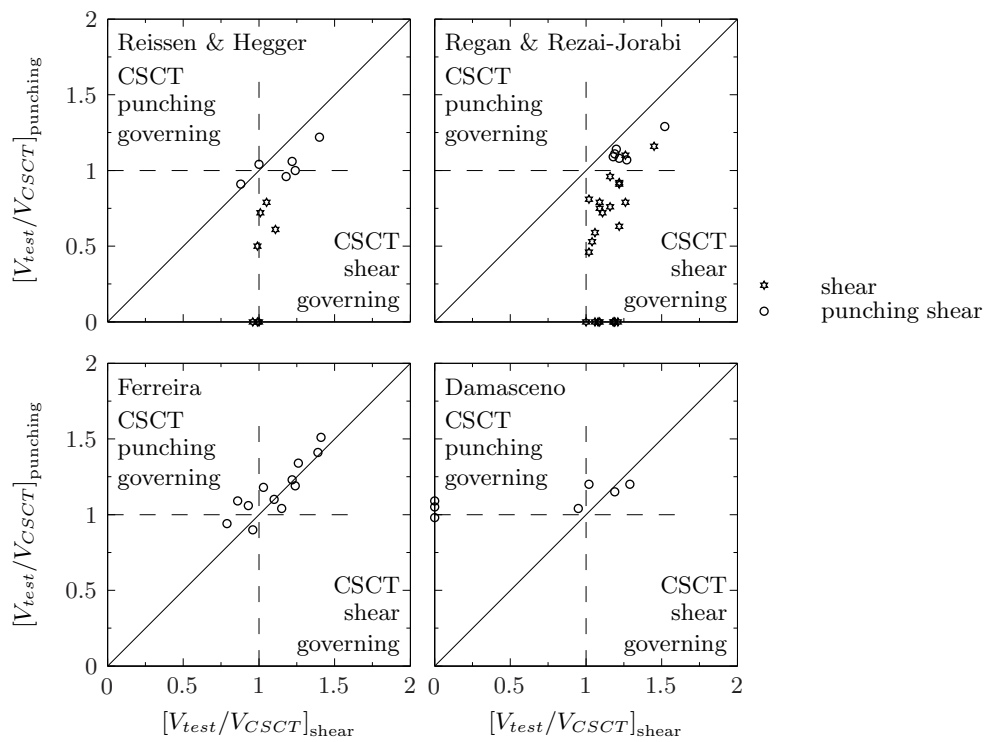 2
1.5
1
0.5
0
[V_test/V_CSCT]_punching
Reissen & Hegger
CSCT
punching
governing
CSCT
shear
governing
Regan & Rezai-Jorabi
CSCT
punching
governing
CSCT
shear
governing
shear
punching shear
2
1.5
1
0.5
0
[V_test/V_CSCT]_punching
Ferreira
CSCT
punching
governing
CSCT
shear
governing
0 0.5 1 1.5 2
[V_test/V_CSCT]_shear
Damasceno
CSCT
punching
governing
CSCT
shear
governing
0 0.5 1 1.5 2
[V_test/V_CSCT]_shear